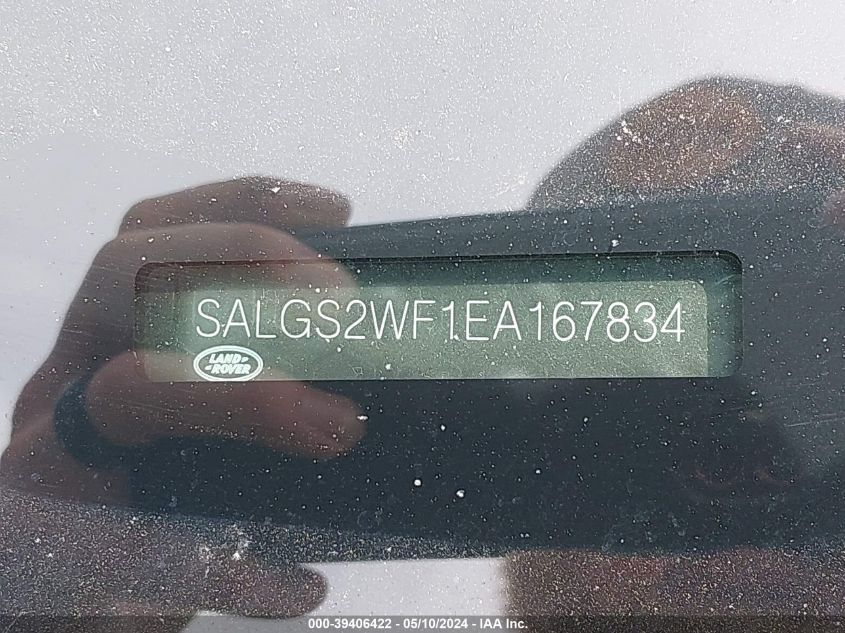 SALGS2WF1EA167834
LAND
ROVER
000-39406422 - 05/10/2024 - IAA Inc.